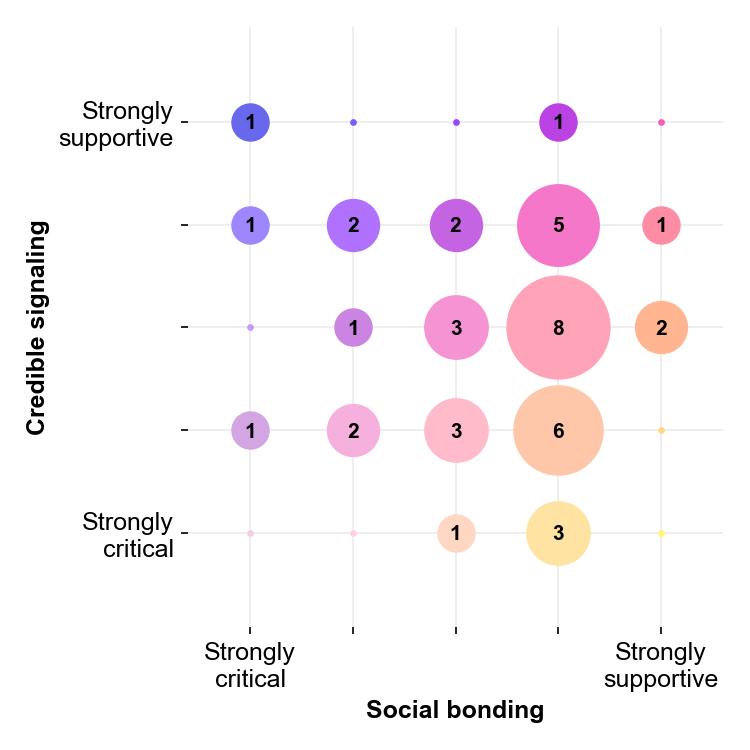 Strongly
supportive
1
1
1
2
2
5
1
Credible signaling
1
3
8
2
1
2
3
6
Strongly
critical
1
3
Strongly
critical
Strongly
supportive
Social bonding